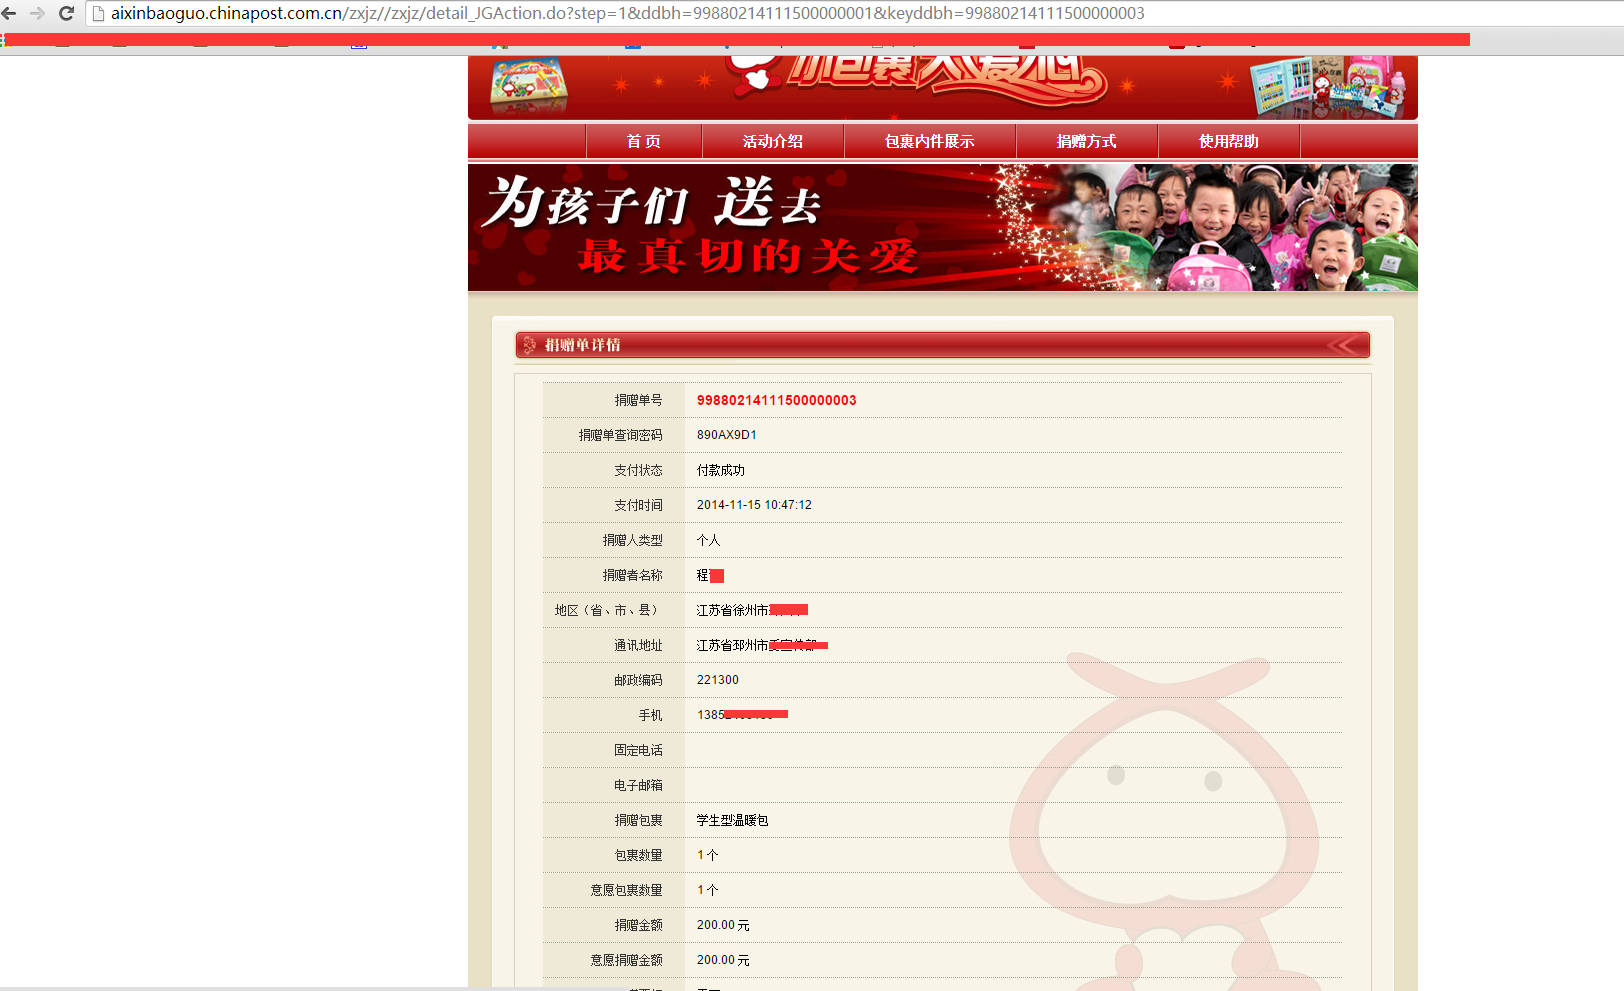 aixinbaoguo.chinapost.com.cn/zxjz//zxjz/detail_JGAction.do?step=1&ddbh=99880214111500000001&keyddbh=99880214111500000003
小包裹 大爱心
首 页 活动介绍 包裹内件展示 捐赠方式 使用帮助
为孩子们 送去
最真切的关爱
捐赠单详情
捐赠单号 99880214111500000003
捐赠单查询密码 890AX9D1
支付状态 付款成功
支付时间 2014-11-15 10:47:12
捐赠人类型 个人
捐赠者名称 程
地区（省、市、县） 江苏省徐州市
通讯地址 江苏省邳州市
邮政编码 221300
手机 1385
固定电话
电子邮箱
捐赠包裹 学生型温暖包
包裹数量 1 个
意愿包裹数量 1 个
捐赠金额 200.00 元
意愿捐赠金额 200.00 元